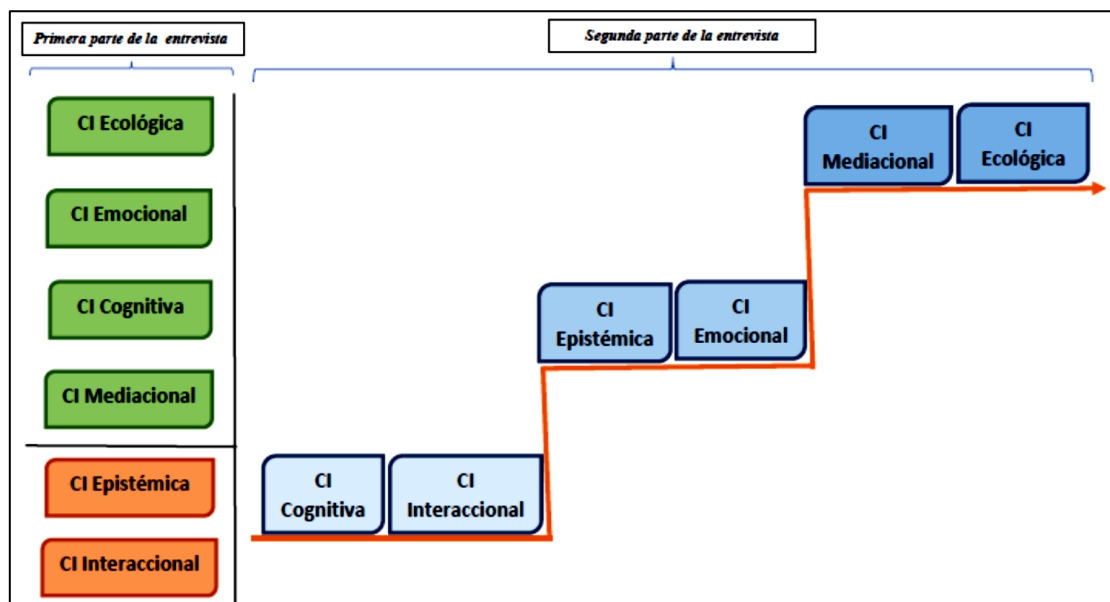 Primera parte de la entrevista
Segunda parte de la entrevista
CI Ecológica
CI Emocional
CI Cognitiva
CI Mediacional
CI Epistémica
CI Interaccional
CI
Cognitiva
CI
Interaccional
CI
Epistémica
CI
Emocional
CI
Mediacional
CI
Ecológica